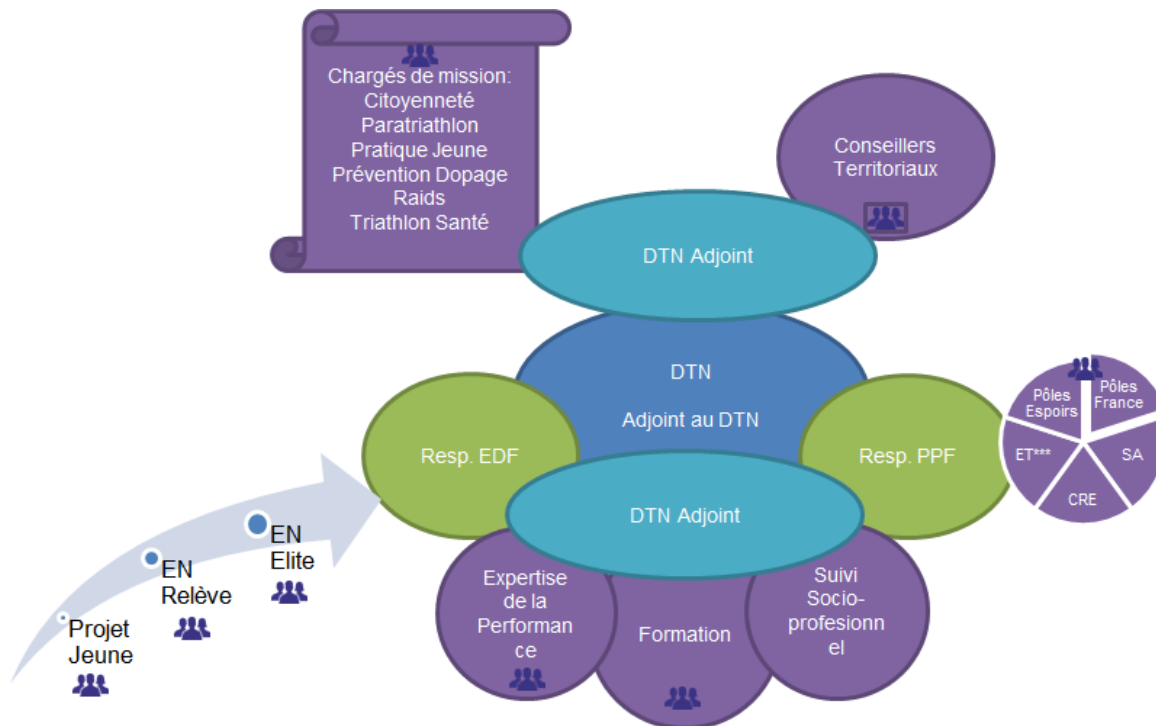 Chargés de mission:
Citoyenneté
Paratriathlon
Pratique Jeune
Prévention Dopage
Raids
Triathlon Santé
Conseillers
Territoriaux
DTN Adjoint
DTN
Adjoint au DTN
Resp. EDF
Resp. PPF
Pôles
Espoirs
Pôles
France
ET***
SA
CRE
DTN Adjoint
EN
Elite
EN
Relève
Projet
Jeune
Expertise
de la
Performan
ce
Formation
Suivi
Socio-
profesionn
el